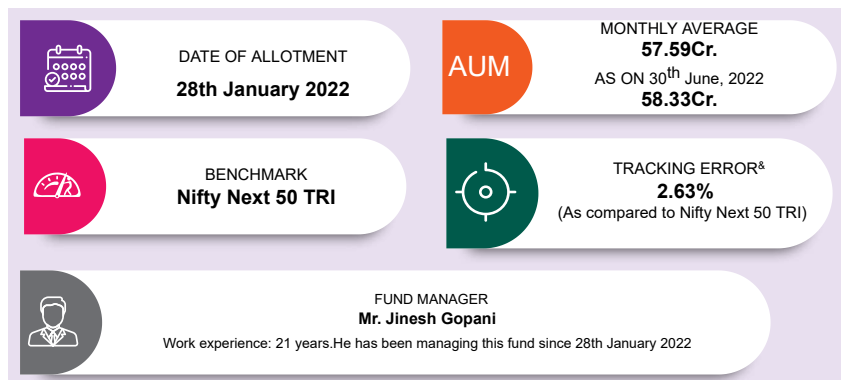 DATE OF ALLOTMENT
28th January 2022
AUM
MONTHLY AVERAGE
57.59Cr.
AS ON 30th June, 2022
58.33Cr.
BENCHMARK
Nifty Next 50 TRI
TRACKING ERROR&
2.63%
(As compared to Nifty Next 50 TRI)
FUND MANAGER
Mr. Jinesh Gopani
Work experience: 21 years.He has been managing this fund since 28th January 2022